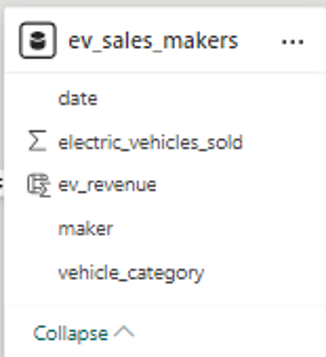 ev_sales_makers ...
date
electric_vehicles_sold
ev_revenue
maker
vehicle_category
Collapse